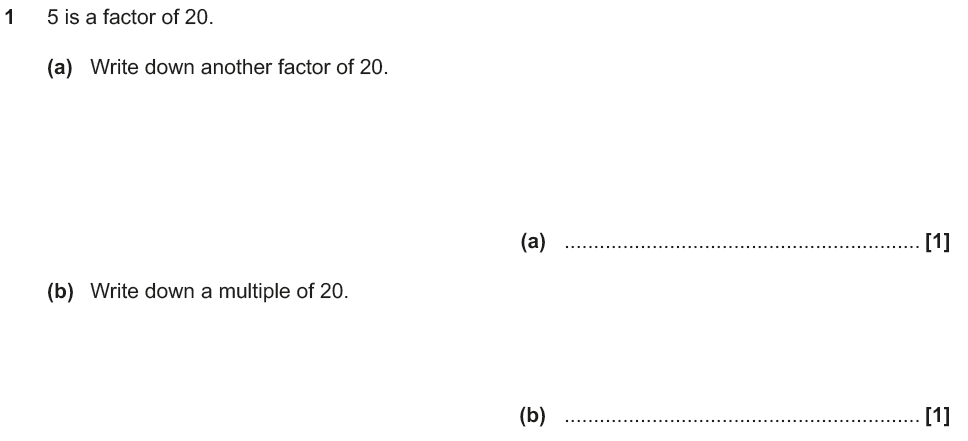 1 5 is a factor of 20.
(a) Write down another factor of 20.
(a) ............................................................. [1]
(b) Write down a multiple of 20.
(b) ............................................................. [1]